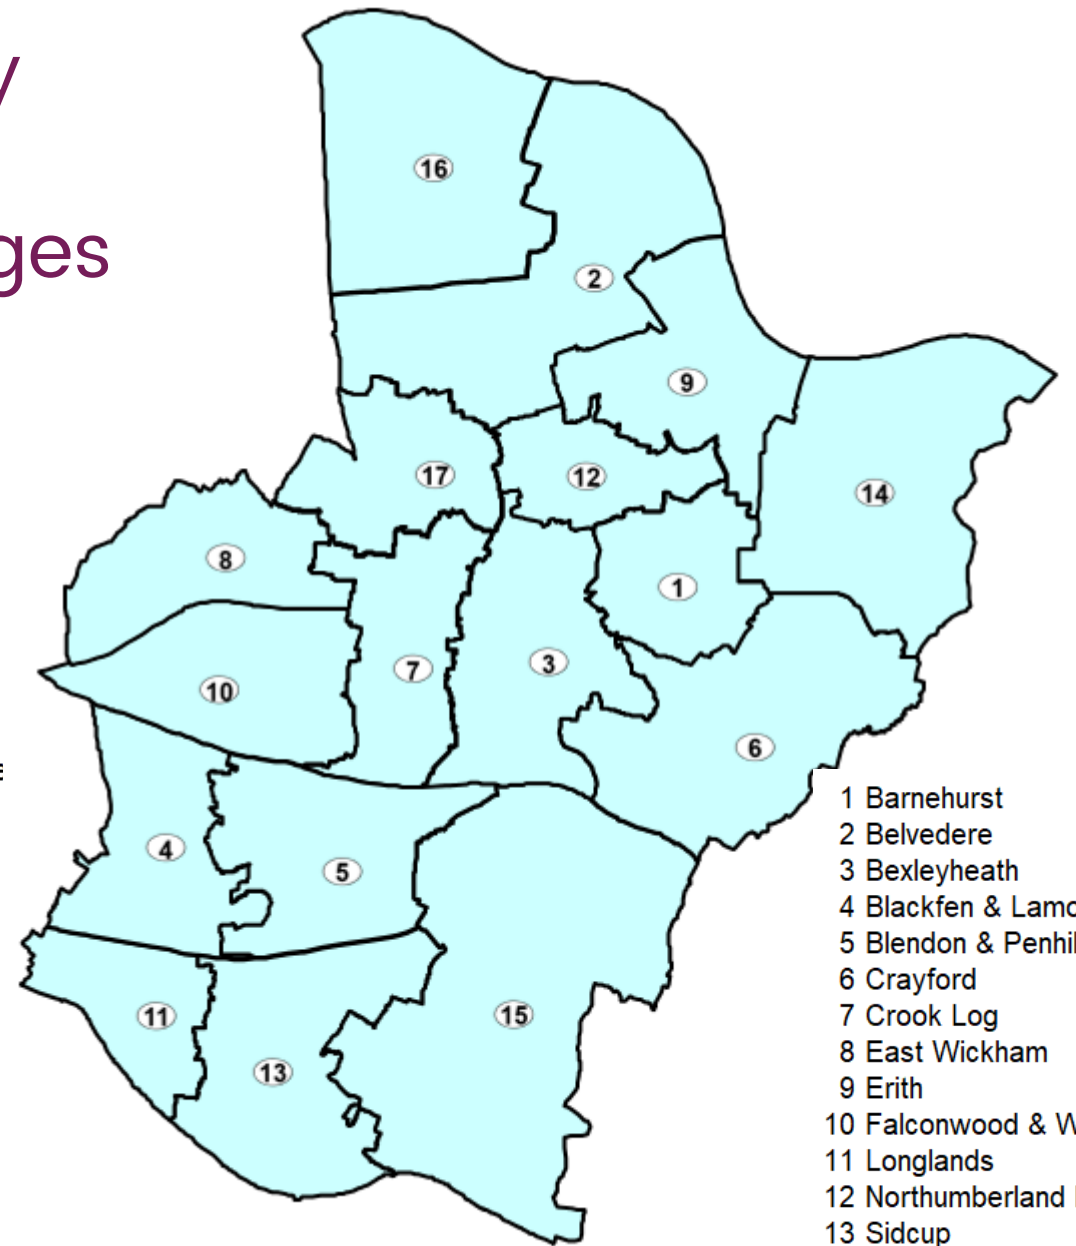 y
ges
16
2
9
17
12
14
8
1
7
3
10
6
4
5
11
15
13
1 Barnehurst
2 Belvedere
3 Bexleyheath
4 Blackfen & Lamo
5 Blendon & Penhil
6 Crayford
7 Crook Log
8 East Wickham
9 Erith
10 Falconwood & W
11 Longlands
12 Northumberland
13 Sidcup